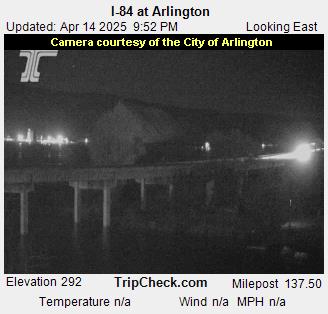 I-84 at Arlington
Updated: Apr 14 2025 9:52 PM Looking East
Camera courtesy of the City of Arlington
Elevation 292 TripCheck.com Milepost 137.50
Temperature n/a Wind n/a MPH n/a